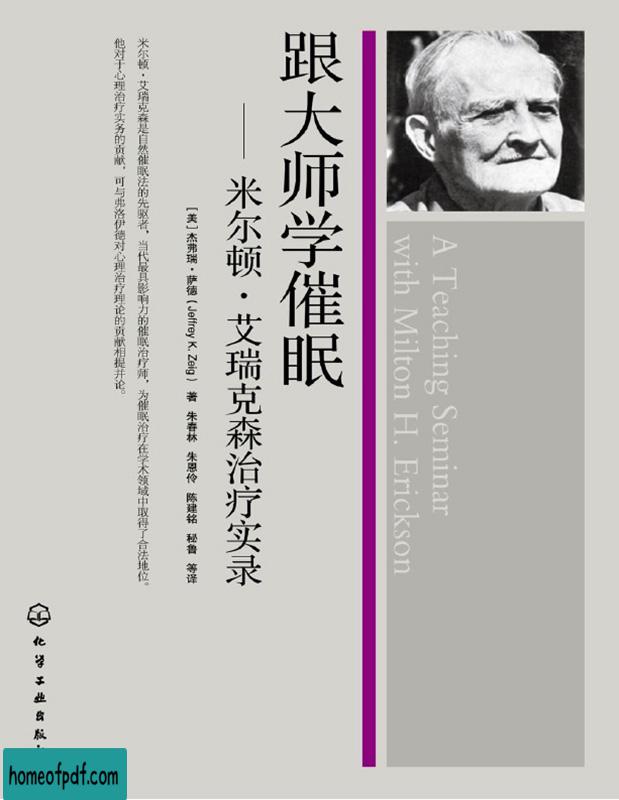 跟大师学催眠
——米尔顿·艾瑞克森治疗实录
[美]杰弗瑞·萨德(Jeffrey K. Zeig) 著 朱春林 朱恩伶 陈建铭 秘鲁 等译
米尔顿·艾瑞克森是自然催眠法的先驱者,当代最具影响力的催眠治疗师,为催眠治疗在学术领域中取得了合法地位。
他对于心理治疗实务的贡献,可与弗洛伊德对心理治疗理论的贡献相提并论。
A Teaching Seminar
with Milton H. Erickson
化学工业出版
homeofpdf.com